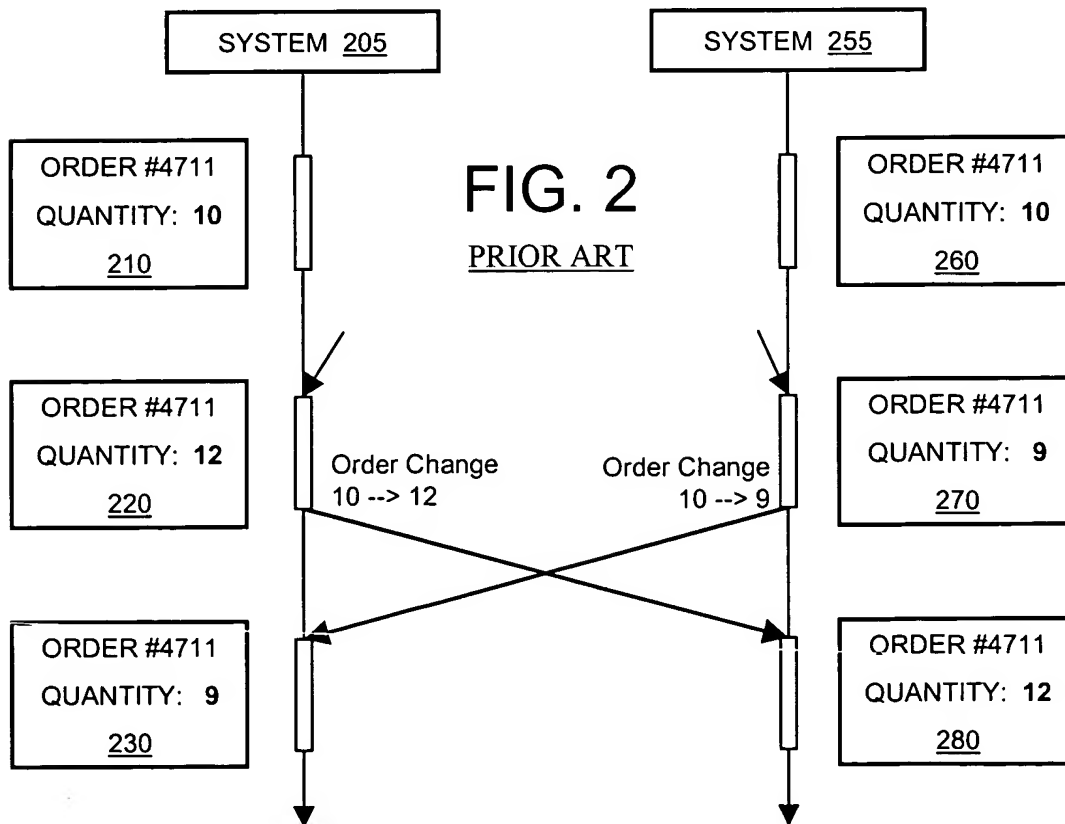 SYSTEM 205
SYSTEM 255
ORDER #4711
QUANTITY: 10
210
FIG. 2
PRIOR ART
ORDER #4711
QUANTITY: 10
260
ORDER #4711
QUANTITY: 12
220
Order Change
10 --> 12
Order Change
10 --> 9
ORDER #4711
QUANTITY: 9
270
ORDER #4711
QUANTITY: 9
230
ORDER #4711
QUANTITY: 12
280